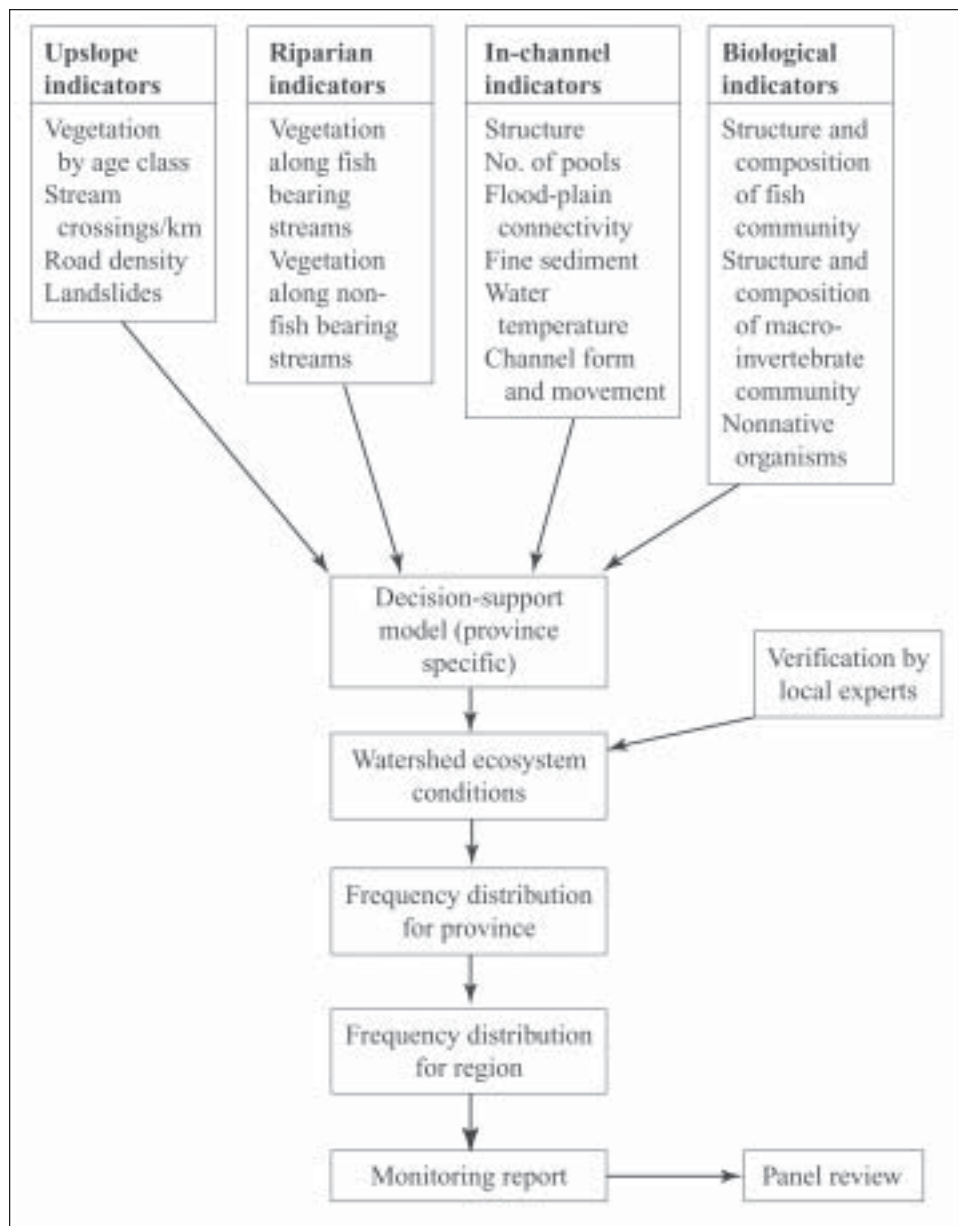 Upslope
indicators
Vegetation
by age class
Stream
crossings/km
Road density
Landslides
Riparian
indicators
Vegetation
along fish
bearing
streams
Vegetation
along non-
fish bearing
streams
In-channel
indicators
Structure
No. of pools
Flood-plain
connectivity
Fine sediment
Water
temperature
Channel form
and movement
Biological
indicators
Structure and
composition
of fish
community
Structure and
composition
of macro-
invertebrate
community
Nonnative
organisms
Decision-support
model (province
specific)
Verification by
local experts
Watershed ecosystem
conditions
Frequency distribution
for province
Frequency distribution
for region
Monitoring report
Panel review